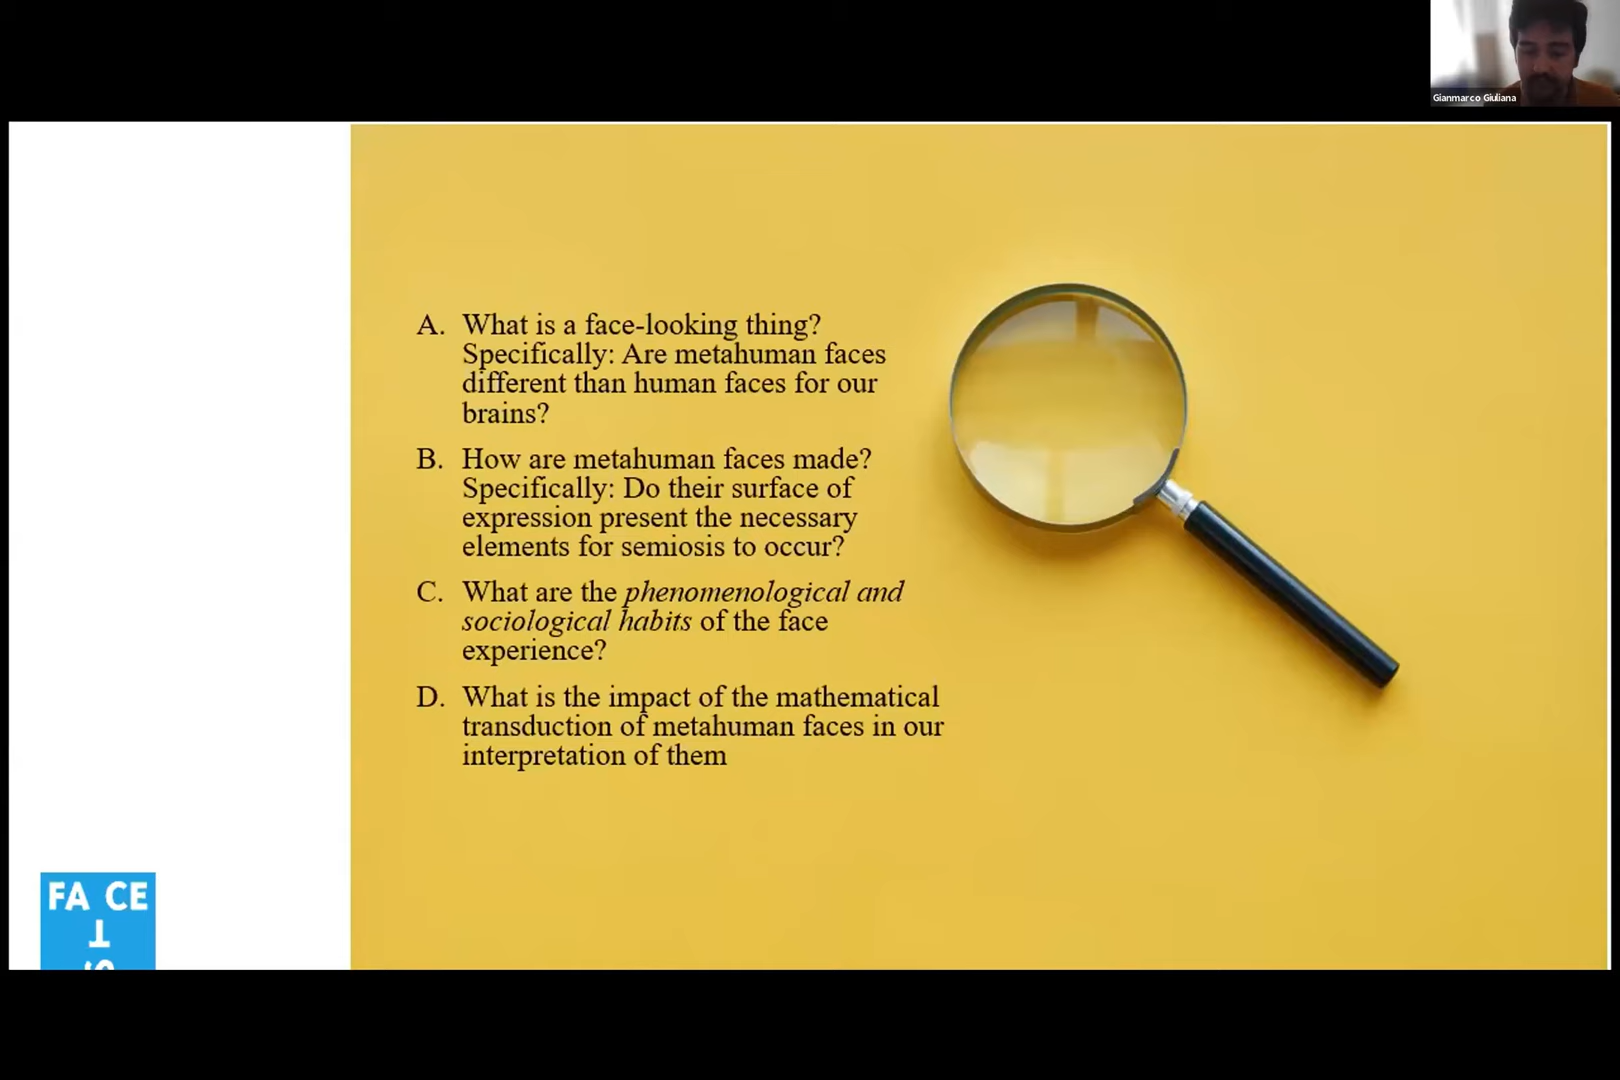 Gianmarco Giuliana
A. What is a face-looking thing?
Specifically: Are metahuman faces
different than human faces for our
brains?
B. How are metahuman faces made?
Specifically: Do their surface of
expression present the necessary
elements for semiosis to occur?
C. What are the phenomenological and
sociological habits of the face
experience?
D. What is the impact of the mathematical
transduction of metahuman faces in our
interpretation of them
FA CE
T
S